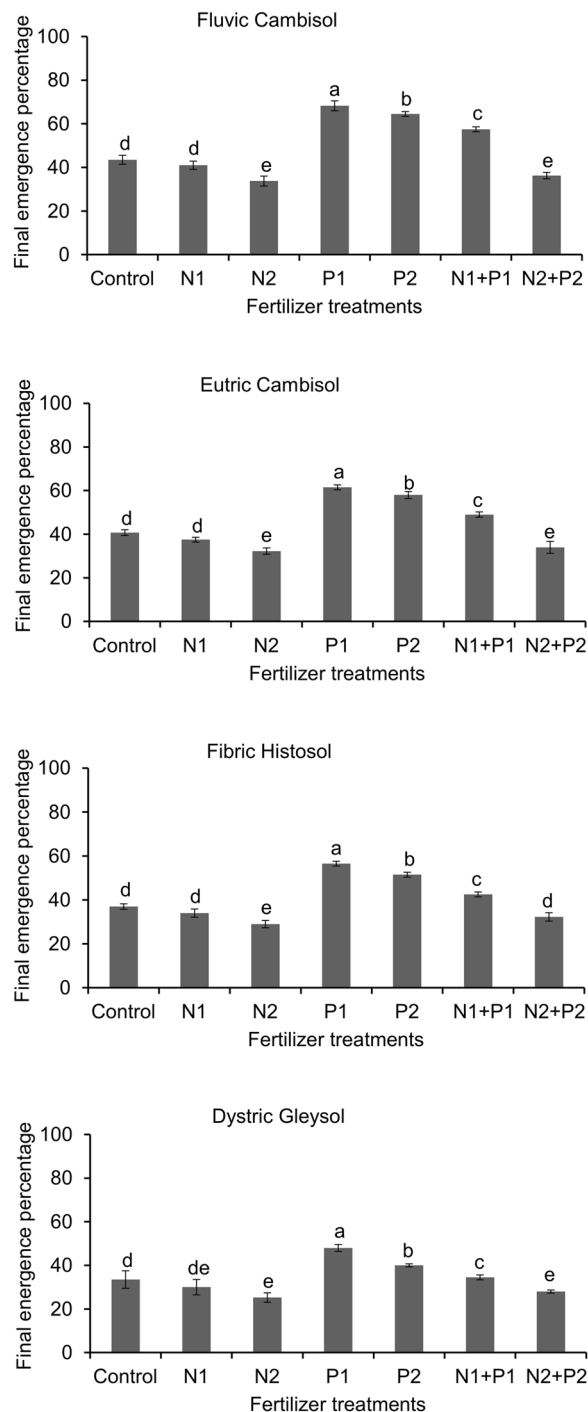 Fluvic Cambisol
Final emergence percentage
100
80
60
40
20
0
d
d
e
a
b
c
e
Control N1 N2 P1 P2 N1+P1 N2+P2
Fertilizer treatments
Eutric Cambisol
Final emergence percentage
100
80
60
40
20
0
d
d
e
a
b
c
e
Control N1 N2 P1 P2 N1+P1 N2+P2
Fertilizer treatments
Fibric Histosol
Final emergence percentage
100
80
60
40
20
0
d
d
e
a
b
c
d
Control N1 N2 P1 P2 N1+P1 N2+P2
Fertilizer treatments
Dystric Gleysol
Final energence percentage
100
80
60
40
20
0
d
de
e
a
b
c
e
Control N1 N2 P1 P2 N1+P1 N2+P2
Fertilizer treatments